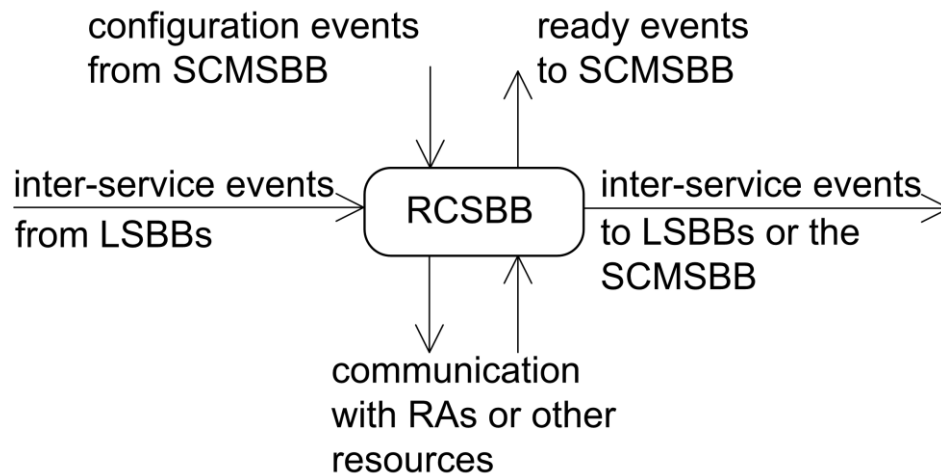 configuration events
from SCMSBB
ready events
to SCMSBB
inter-service events
from LSBBs
RCSBB
inter-service events
to LSBBs or the
SCMSBB
communication
with RAs or other
resources